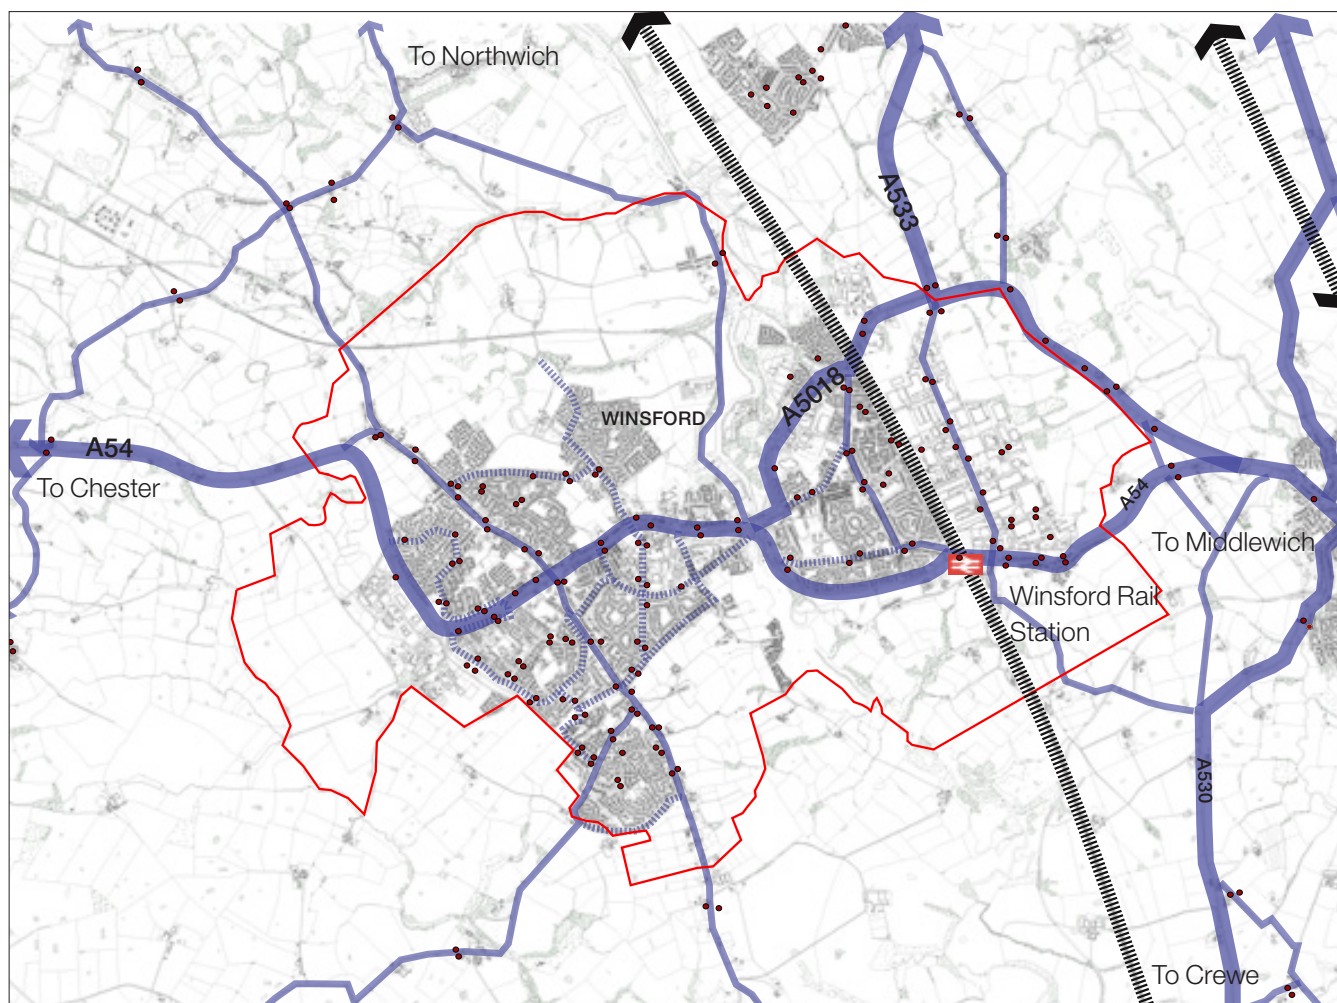 To Northwich
A533
A5018
WINSFORD
A54
To Chester
A54
To Middlewich
Winsford Rail
Station
A530
To Crewe